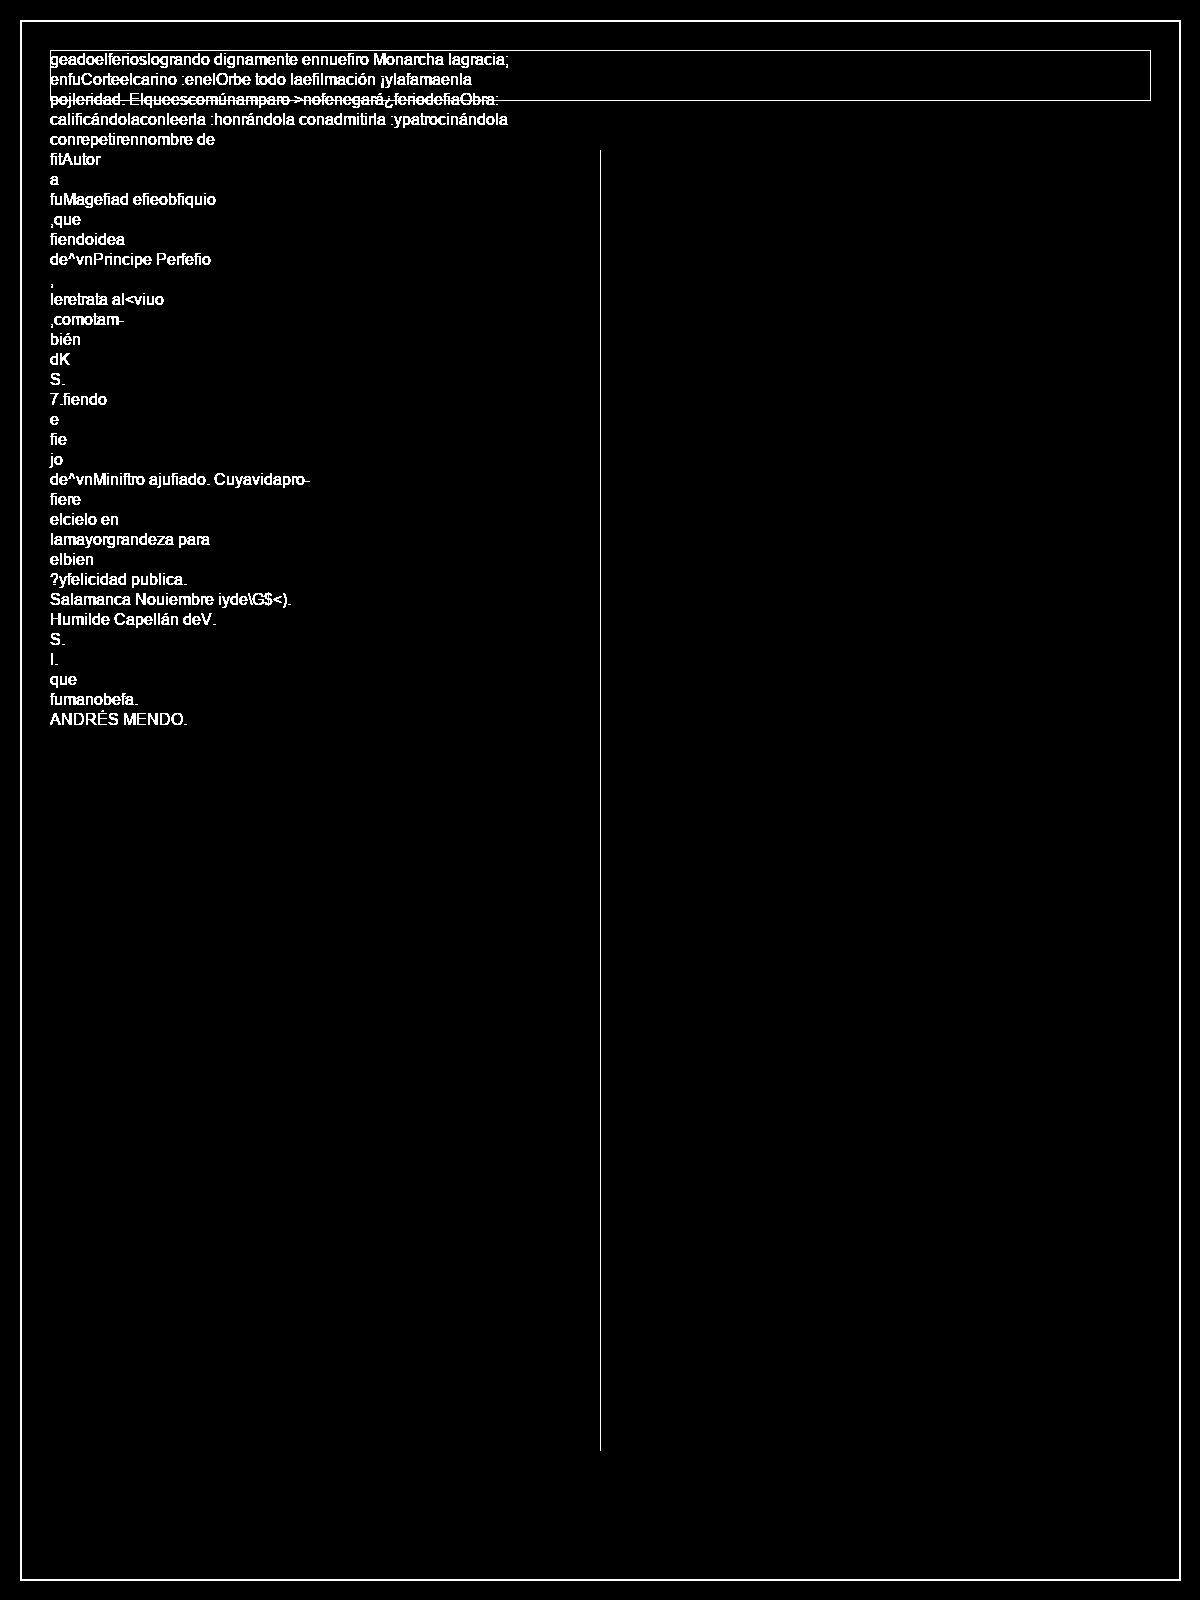 geadoelferioslogrando dignamente ennuefiro Monarcha lagracia;
enfuCorteelcarino :enelOrbe todo laefilmación ¡ylafamaenla
pojleridad. Elqueescomúnamparo >nofenegará¿feriodefiaObra:
calificándolaconleerla :honrándola conadmitirla :ypatrocinándola
conrepetirennombre de
fitAutor
a
fuMagefiad efieobfiquio
,que
fiendoidea
de^vnPrincipe Perfefio
,
leretrata al<viuo
,comotam-
bién
dK
S.
7.fiendo
e
fie
jo
de^vnMiniftro ajufiado. Cuyavidapro-
fiere
elcielo en
lamayorgrandeza para
elbien
?yfelicidad publica.
Salamanca Nouiembre iyde\G$<).
Humilde Capellán deV.
S.
I.
que
fumanobefa.
ANDRÉS MENDO.